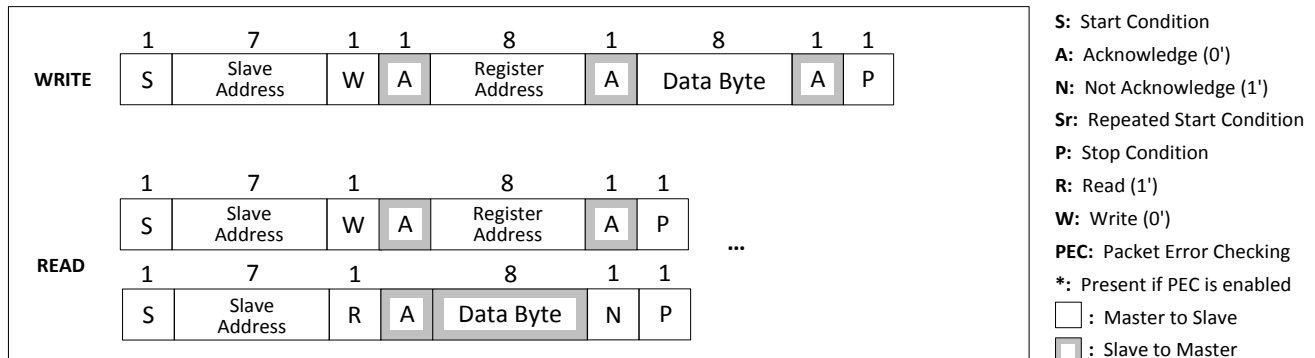 1 7 1 1 8 1 8 1 1
WRITE S Slave Address W A Register Address A Data Byte A P
1 7 1 8 1 1
S Slave Address W A Register Address A P ...
READ
1 7 1 8 1 1
S Slave Address R A Data Byte N P
S: Start Condition
A: Acknowledge (0')
N: Not Acknowledge (1')
Sr: Repeated Start Condition
P: Stop Condition
R: Read (1')
W: Write (0')
PEC: Packet Error Checking
*: Present if PEC is enabled
: Master to Slave
: Slave to Master